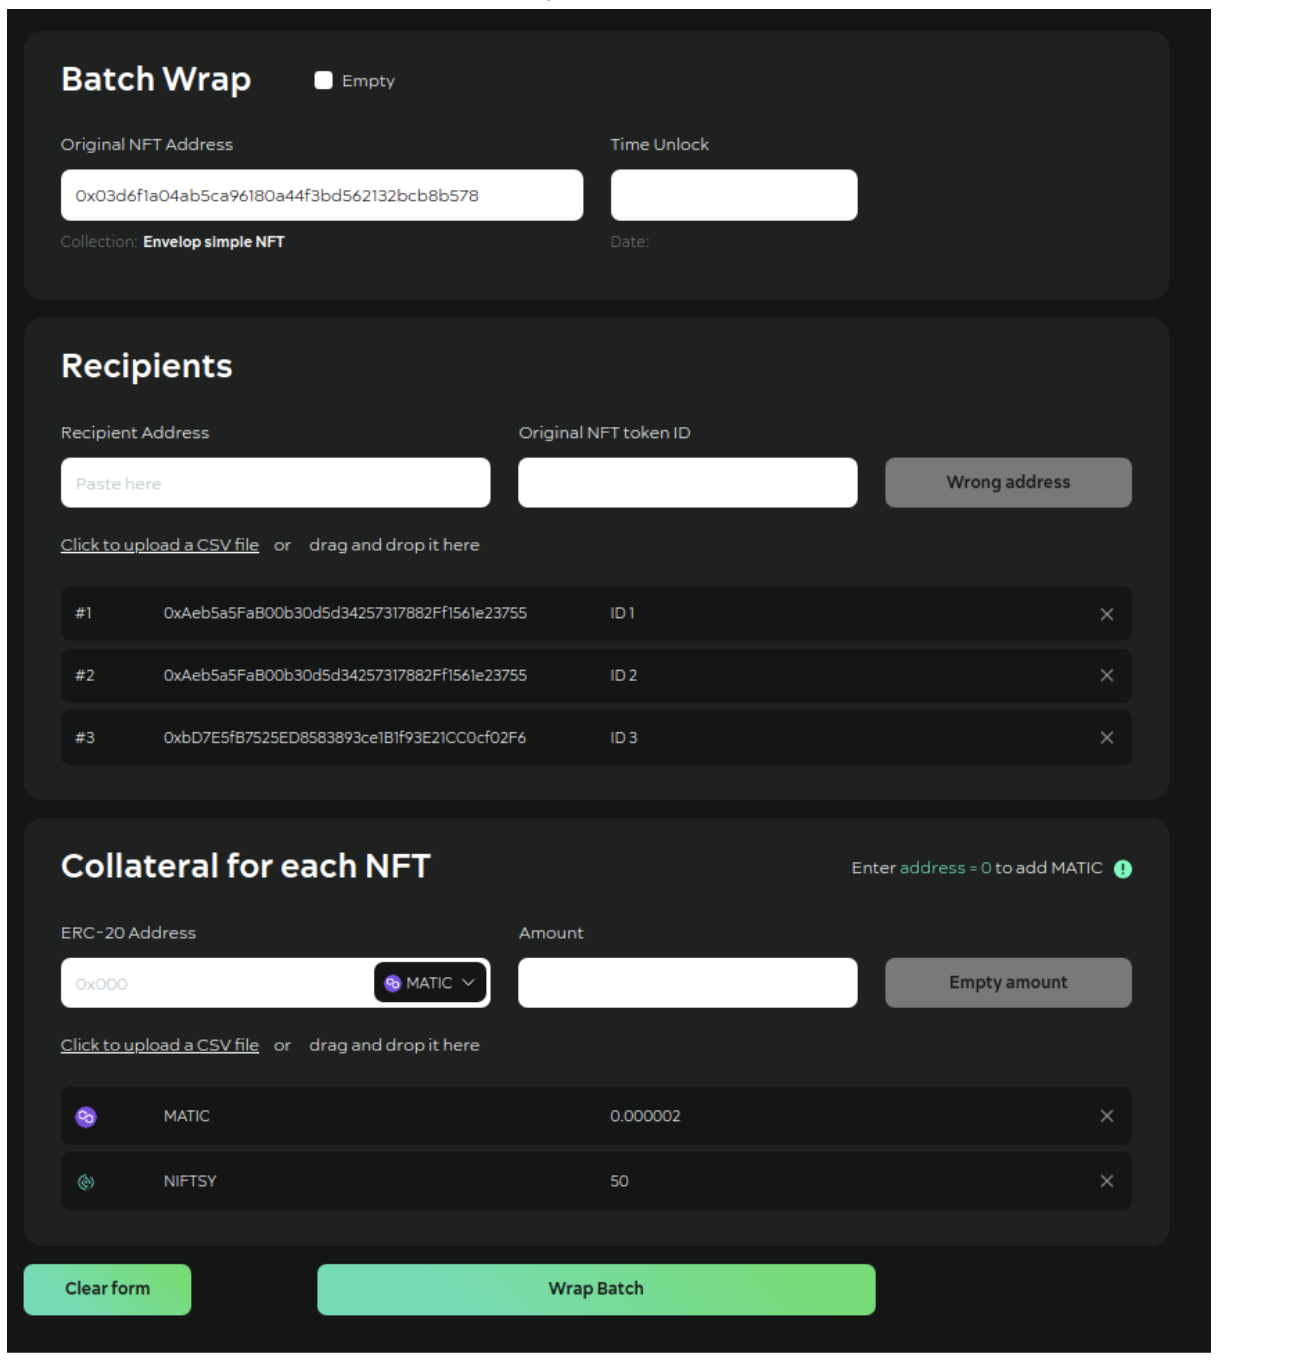 Batch Wrap Empty
Original NFT Address Time Unlock
0x03d6f1a04ab5ca96180a44f3bd562132bcb8b578
Collection: Envelop simple NFT Date:
Recipients
Recipient Address Original NFT token ID
Paste here Wrong address
Click to upload a CSV file or drag and drop it here
#1 0xAeb5a5FaB00b30d5d34257317882Ff1561e23755 ID 1
#2 0xAeb5a5FaB00b30d5d34257317882Ff1561e23755 ID 2
#3 0xbD7E5fB7525ED8583893ce1B1f93E21CC0cf02F6 ID 3
Collateral for each NFT Enter address = 0 to add MATIC
ERC-20 Address Amount
0x000 MATIC Empty amount
Click to upload a CSV file or drag and drop it here
MATIC 0.000002
NIFTSY 50
Clear form Wrap Batch